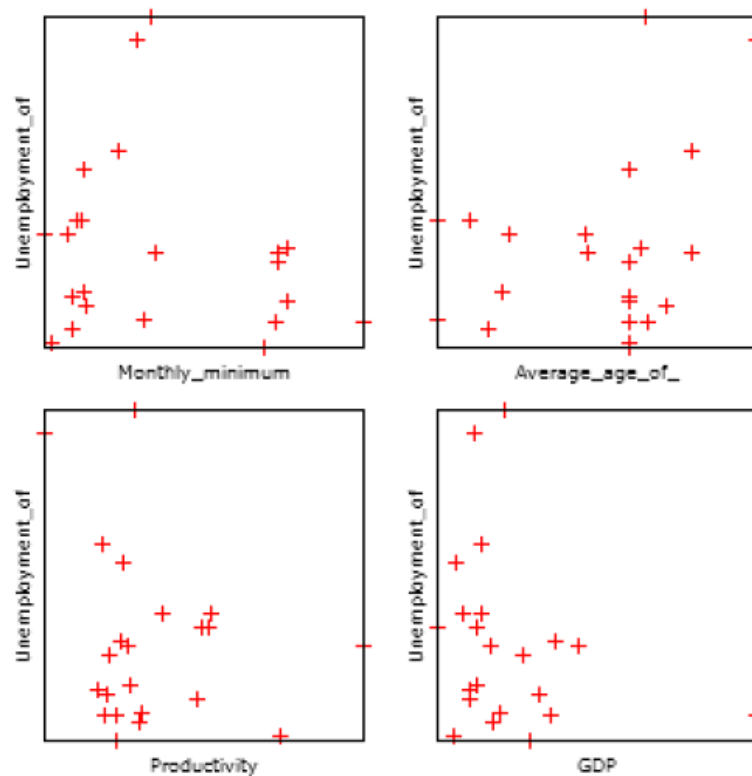 Unemployment_of
Monthly_minimum
Unemployment_of
Average_age_of_
Unemployment_of
Productivity
Unemployment_of
GDP